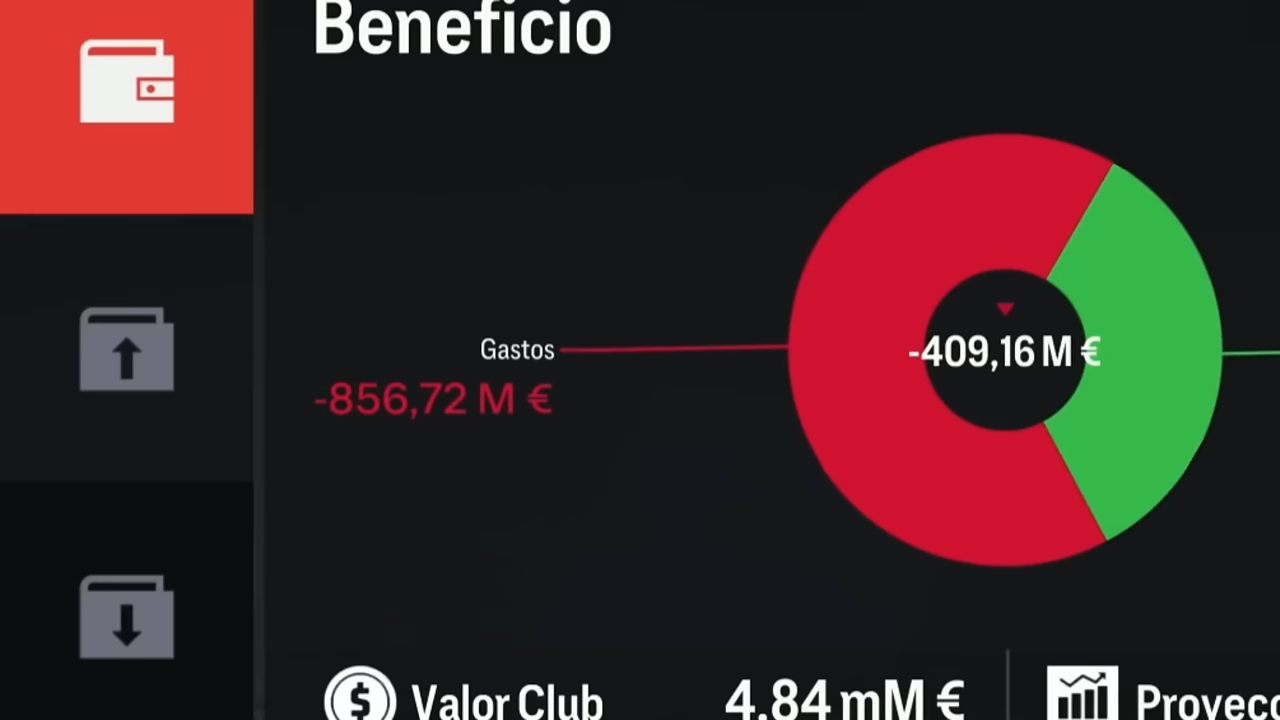 Beneficio
Gastos
-856,72 M €
-409,16 M €
Valor Club
4,84 mM €